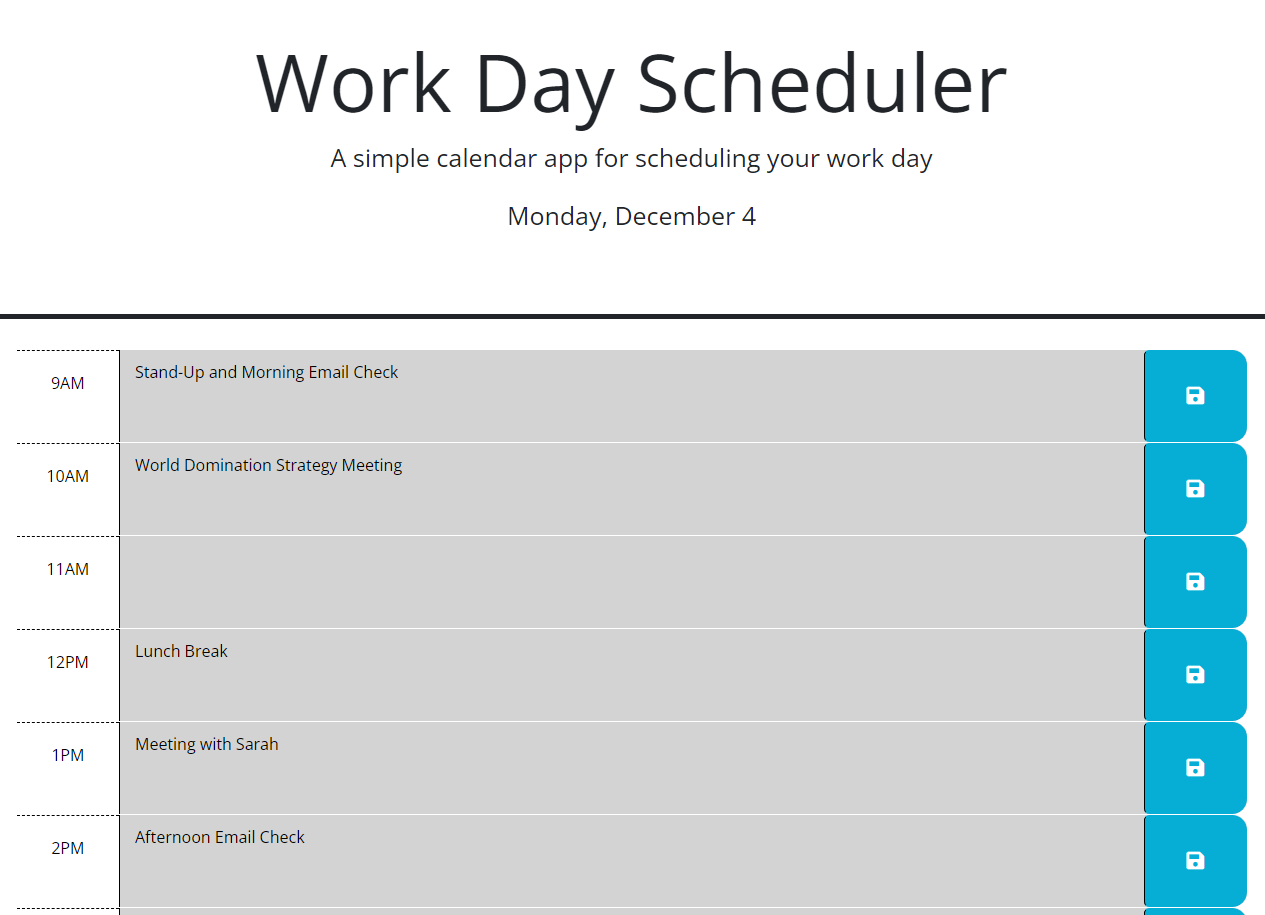 Work Day Scheduler
A simple calendar app for scheduling your work day
Monday, December 4
9AM
Stand-Up and Morning Email Check
10AM
World Domination Strategy Meeting
11AM
12PM
Lunch Break
1PM
Meeting with Sarah
2PM
Afternoon Email Check